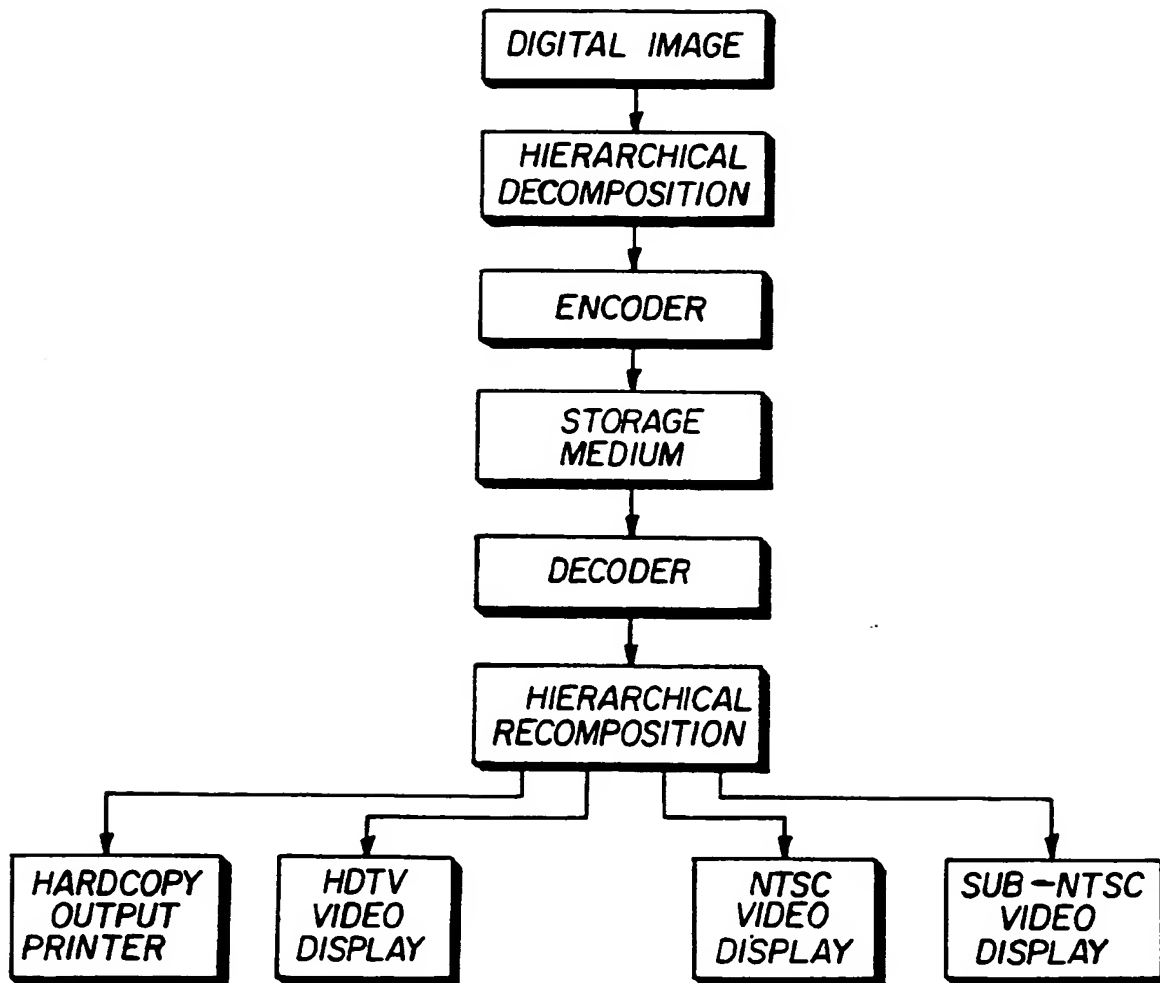 DIGITAL IMAGE
HIERARCHICAL
DECOMPOSITION
ENCODER
STORAGE
MEDIUM
DECODER
HIERARCHICAL
RECOMPOSITION
HARDCOPY
OUTPUT
PRINTER
HDTV
VIDEO
DISPLAY
NTSC
VIDEO
DISPLAY
SUB-NTSC
VIDEO
DISPLAY